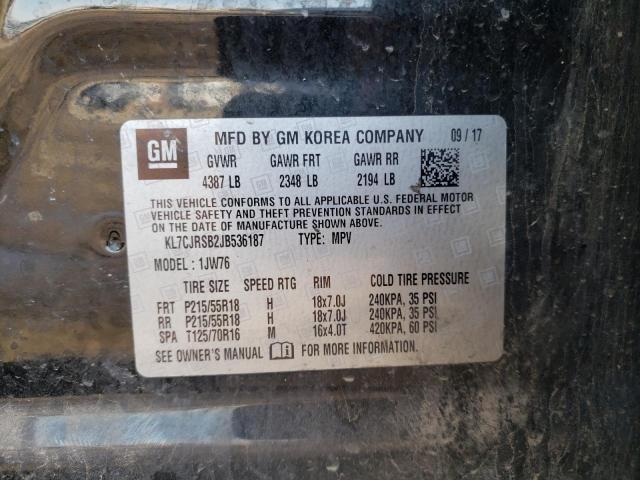 GM MFD BY GM KOREA COMPANY 09/17
GVWR GAWR FRT GAWR RR
4387 LB 2348 LB 2194 LB
THIS VEHICLE CONFORMS TO ALL APPLICABLE U.S. FEDERAL MOTOR
VEHICLE SAFETY AND THEFT PREVENTION STANDARDS IN EFFECT
ON THE DATE OF MANUFACTURE SHOWN ABOVE.
KL7CJRSB2JB536187 TYPE: MPV
MODEL: 1JW76
TIRE SIZE SPEED RTG RIM COLD TIRE PRESSURE
FRT P215/55R18 H 18x7.0J 240KPA, 35 PSI
RR P215/55R18 H 18x7.0J 240KPA, 35 PSI
SPA T125/70R16 M 16x4.0T 420KPA, 60 PSI
SEE OWNER'S MANUAL FOR MORE INFORMATION.